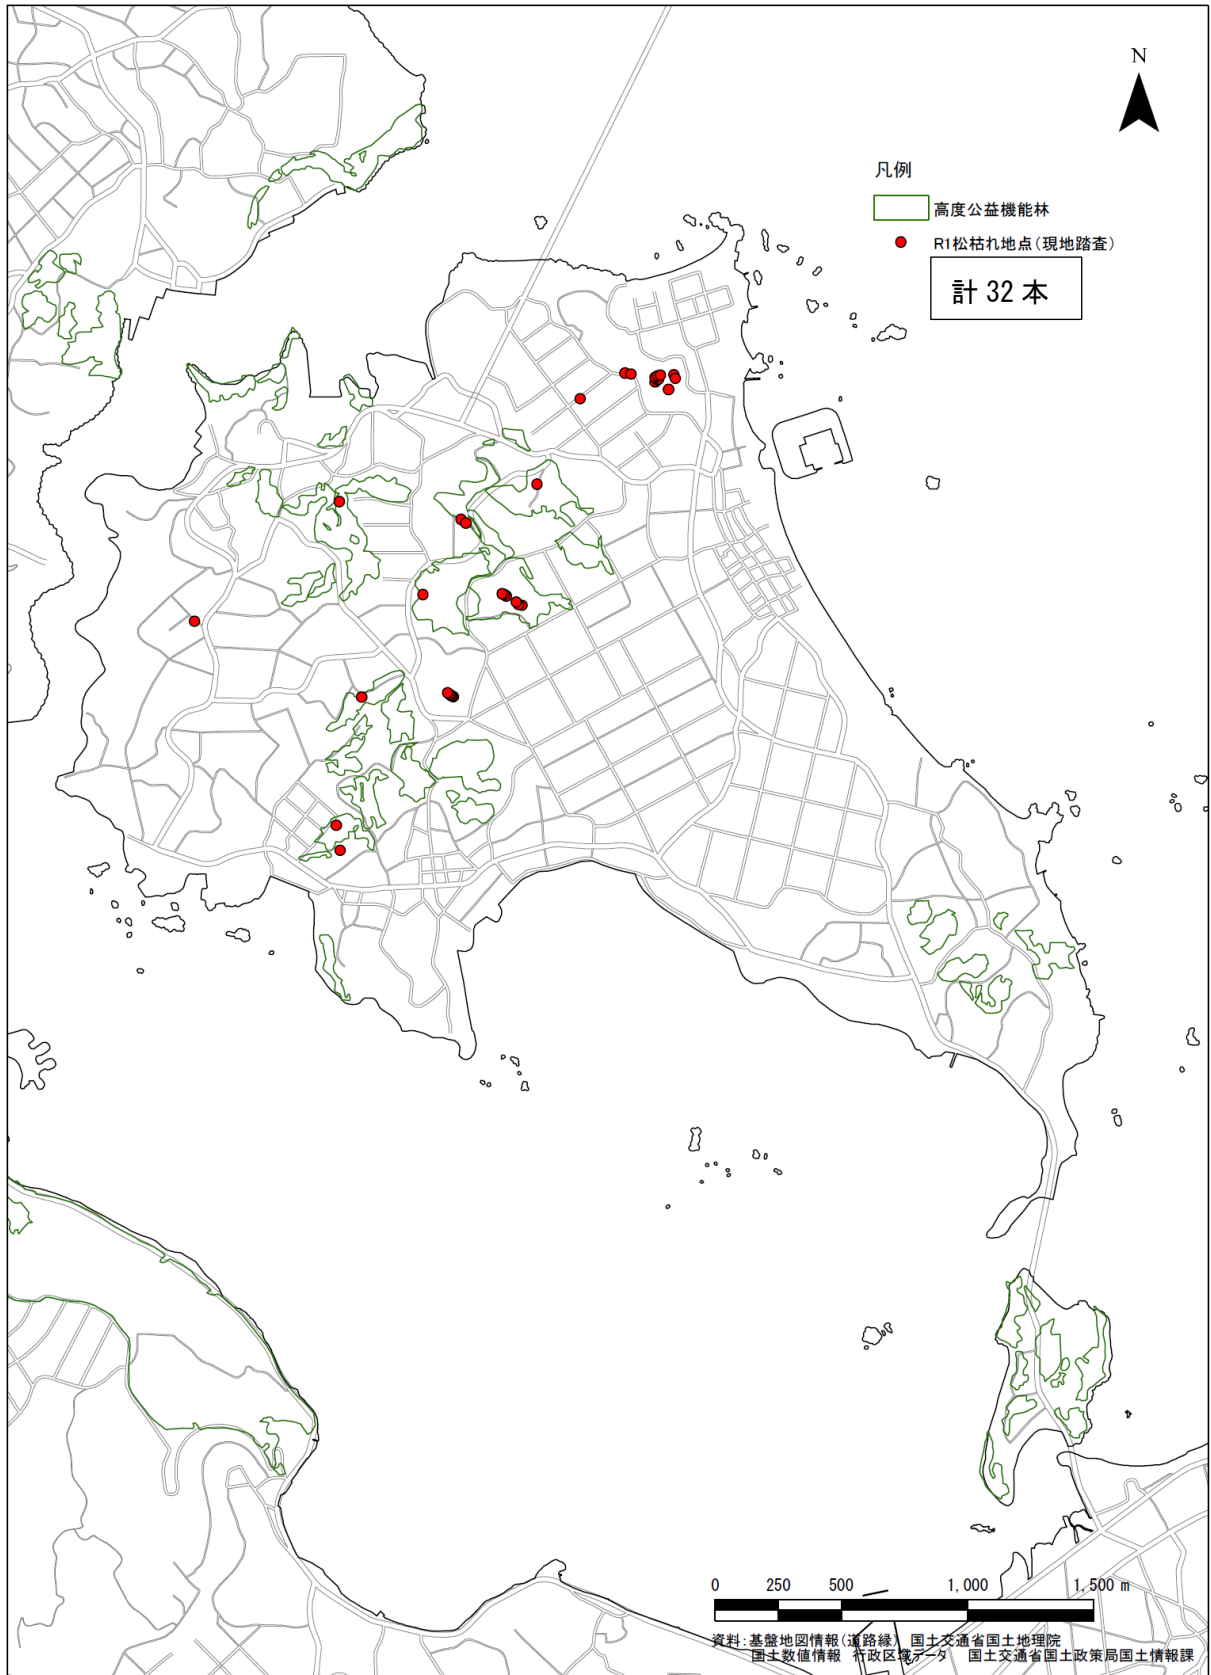 N
凡例
高度公益機能林
R1松枯れ地点(現地踏査)
計 32 本
0 250 500 1,000 1,500 m
資料:基盤地図情報(道路縁) 国土交通省国土地理院
国土数値情報 行政区域データ 国土交通省国土政策局国土情報課